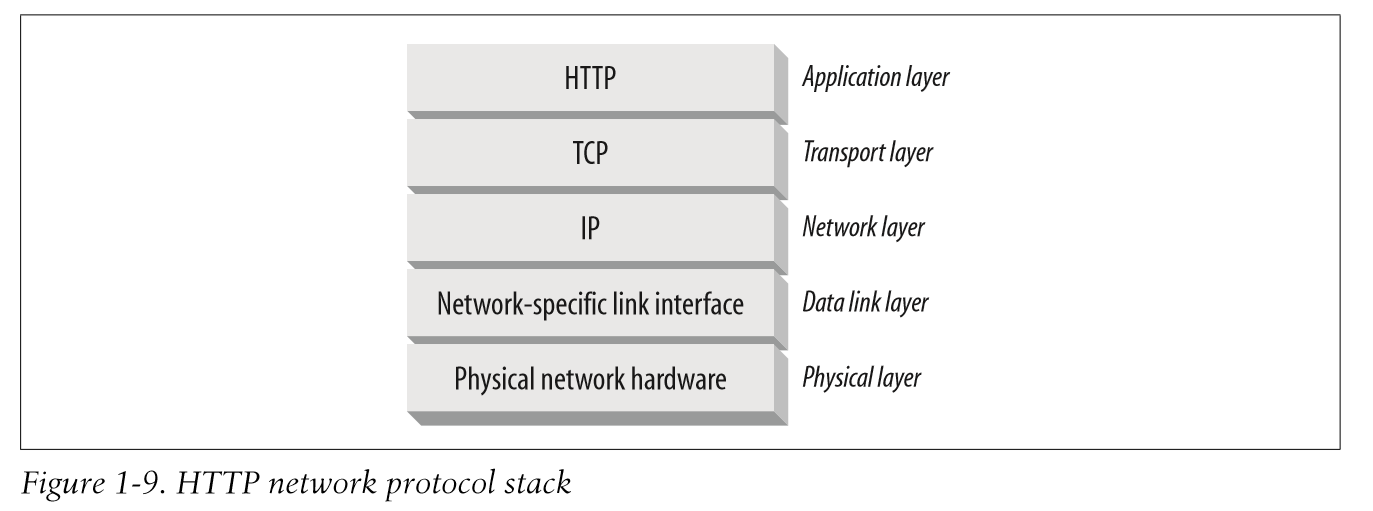 HTTP Application layer
TCP Transport layer
IP Network layer
Network-specific link interface Data link layer
Physical network hardware Physical layer
Figure 1-9. HTTP network protocol stack